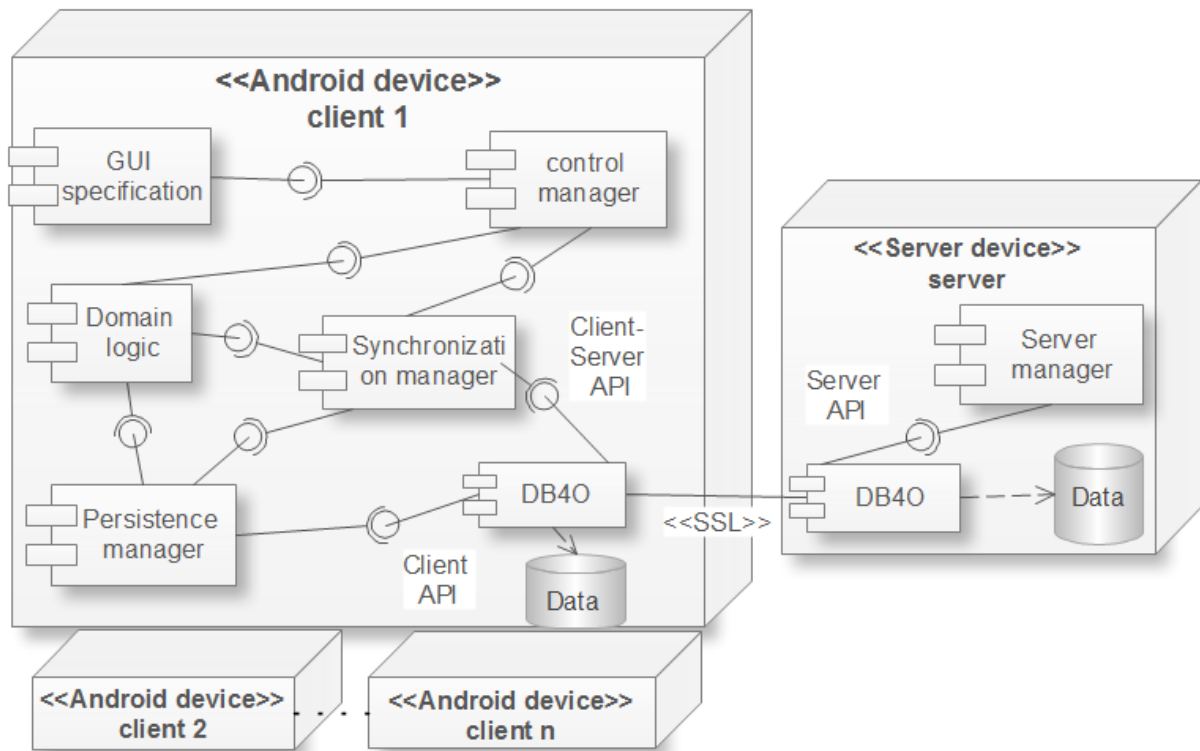 <<Android device>>
client 1
GUI
specification
control
manager
<<Server device>>
server
Domain
logic
Synchronizati
on manager
Client-
Server
API
Server
manager
Server
API
Persistence
manager
DB4O
<<SSL>>
DB4O
Data
Client
API
Data
<<Android device>>
client 2
<<Android device>>
client n